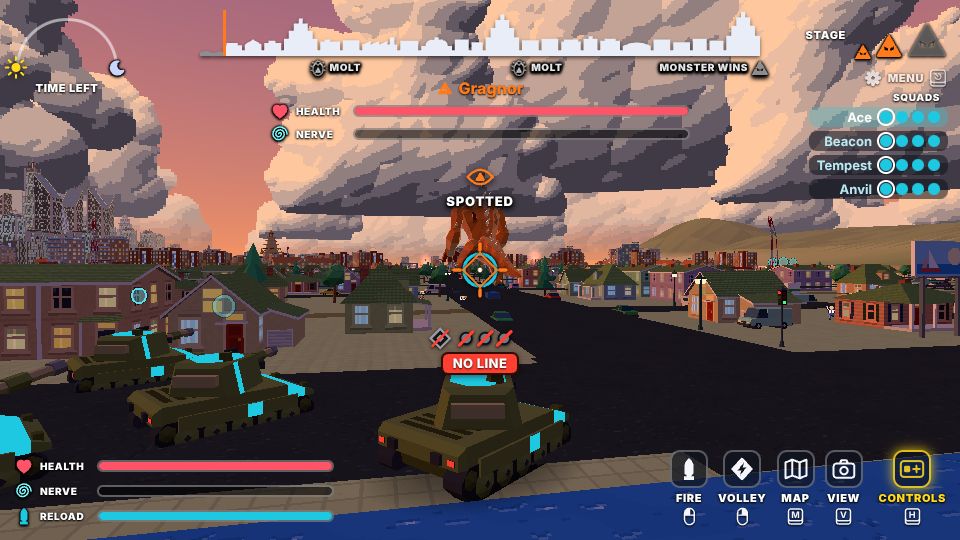 STAGE
TIME LEFT
MOLT
MOLT
MONSTER WINS
MENU
SQUADS
Gragnor
HEALTH
NERVE
Ace
Beacon
Tempest
Anvil
SPOTTED
NO LINE
HEALTH
NERVE
RELOAD
FIRE
VOLLEY
MAP
VIEW
CONTROLS
M
V
H